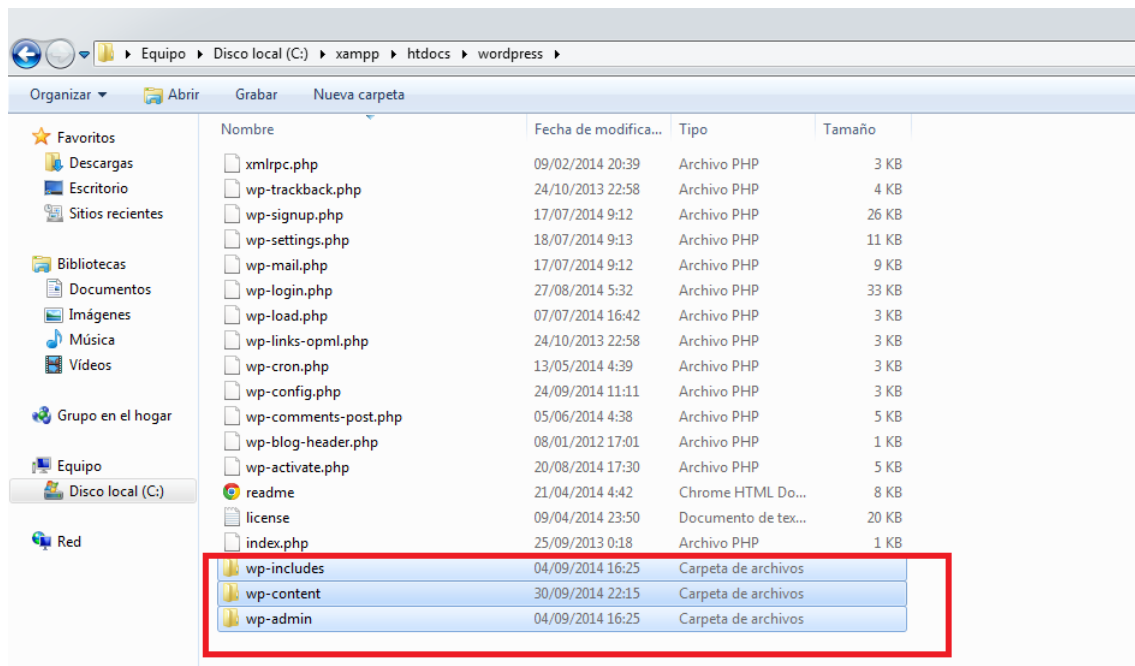 Equipo Disco local (C:) xampp htdocs wordpress
Organizar Abrir Grabar Nueva carpeta
Favoritos
Descargas
Escritorio
Sitios recientes
Bibliotecas
Documentos
Imágenes
Música
Vídeos
Grupo en el hogar
Equipo
Disco local (C:)
Red
Nombre Fecha de modifica... Tipo Tamaño
xmlrpc.php 09/02/2014 20:39 Archivo PHP 3 KB
wp-trackback.php 24/10/2013 22:58 Archivo PHP 4 KB
wp-signup.php 17/07/2014 9:12 Archivo PHP 26 KB
wp-settings.php 18/07/2014 9:13 Archivo PHP 11 KB
wp-mail.php 17/07/2014 9:12 Archivo PHP 9 KB
wp-login.php 27/08/2014 5:32 Archivo PHP 33 KB
wp-load.php 07/07/2014 16:42 Archivo PHP 3 KB
wp-links-opml.php 24/10/2013 22:58 Archivo PHP 3 KB
wp-cron.php 13/05/2014 4:39 Archivo PHP 3 KB
wp-config.php 24/09/2014 11:11 Archivo PHP 3 KB
wp-comments-post.php 05/06/2014 4:38 Archivo PHP 5 KB
wp-blog-header.php 08/01/2012 17:01 Archivo PHP 1 KB
wp-activate.php 20/08/2014 17:30 Archivo PHP 5 KB
readme 21/04/2014 4:42 Chrome HTML Do... 8 KB
license 09/04/2014 23:50 Documento de tex... 20 KB
index.php 25/09/2013 0:18 Archivo PHP 1 KB
wp-includes 04/09/2014 16:25 Carpeta de archivos
wp-content 30/09/2014 22:15 Carpeta de archivos
wp-admin 04/09/2014 16:25 Carpeta de archivos